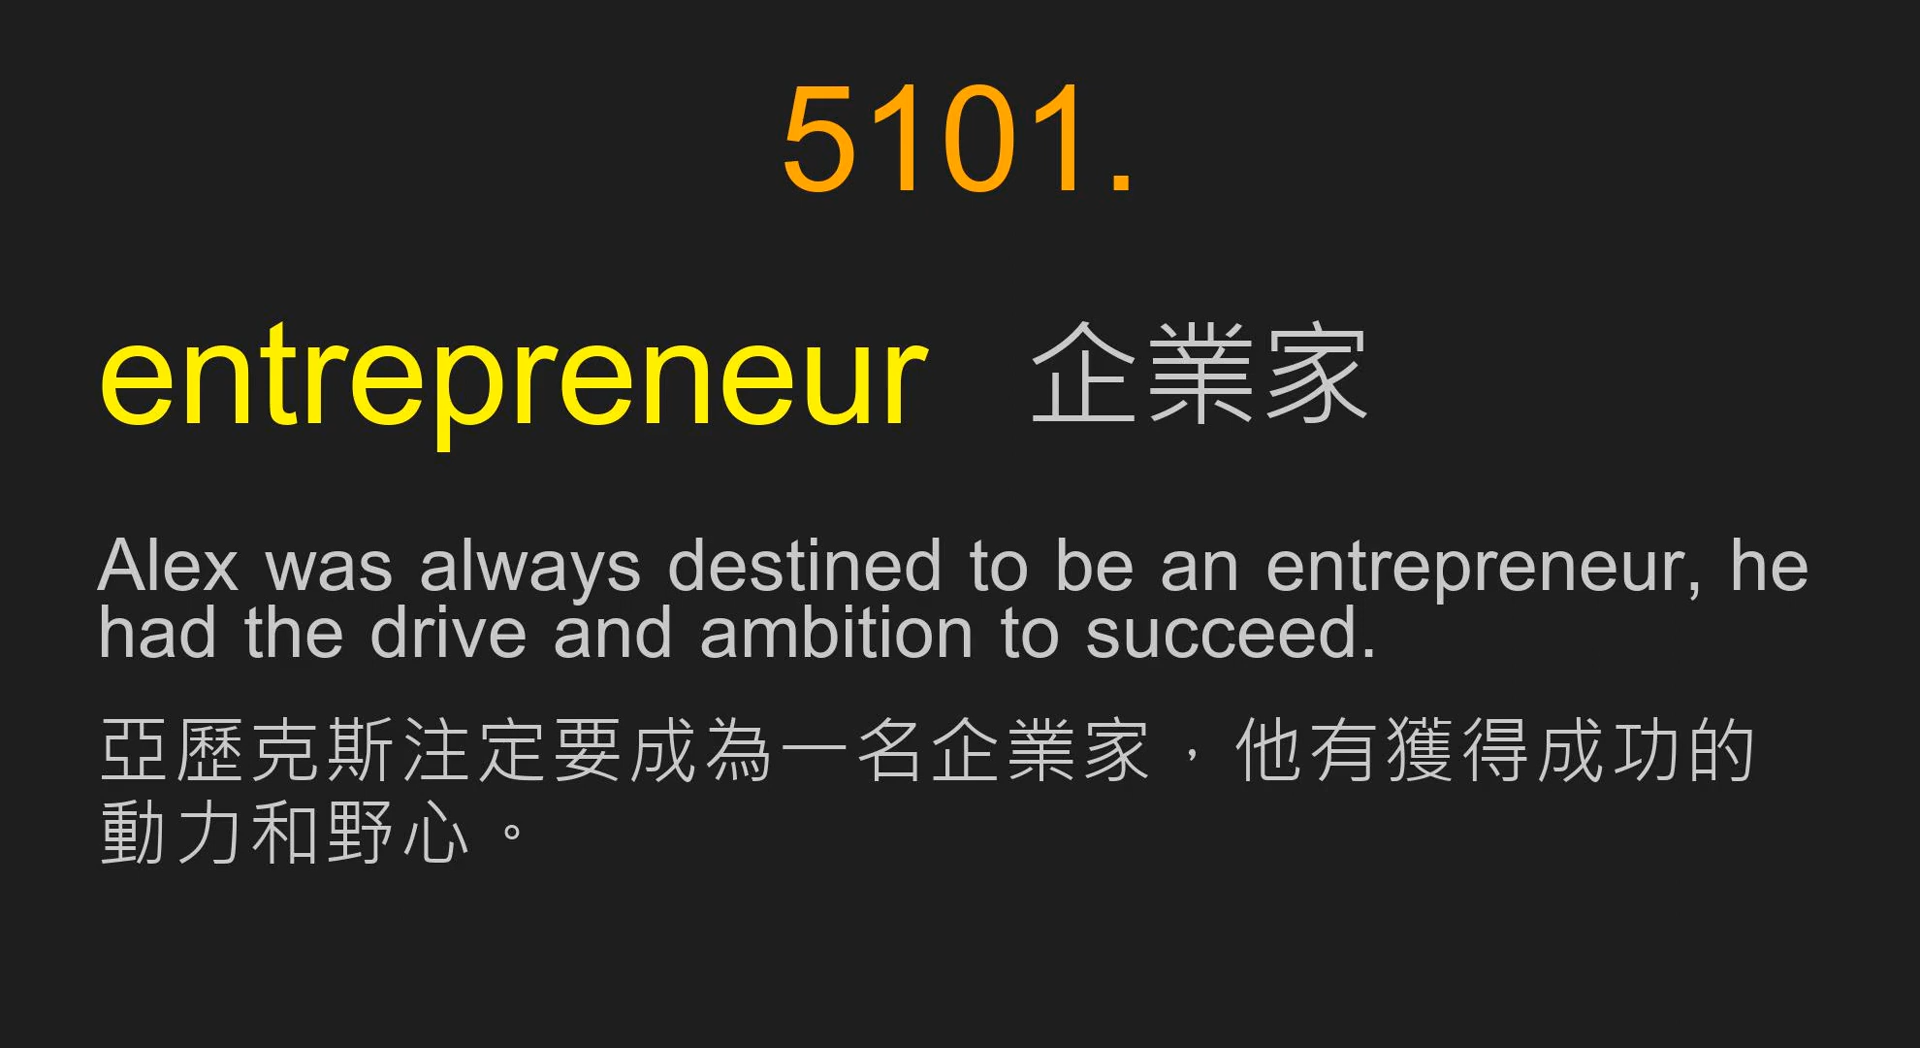 5101.
entrepreneur 企業家
Alex was always destined to be an entrepreneur, he
had the drive and ambition to succeed.
亞歷克斯注定要成為一名企業家，他有獲得成功的
動力和野心。